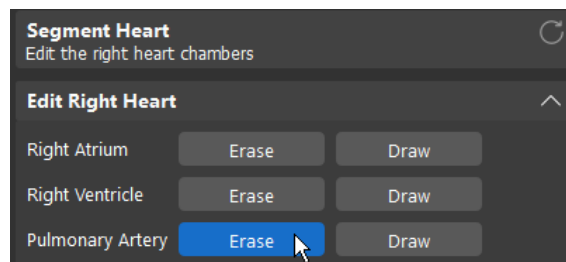 Segment Heart
Edit the right heart chambers
Edit Right Heart
Right Atrium Erase Draw
Right Ventricle Erase Draw
Pulmonary Artery Erase Draw